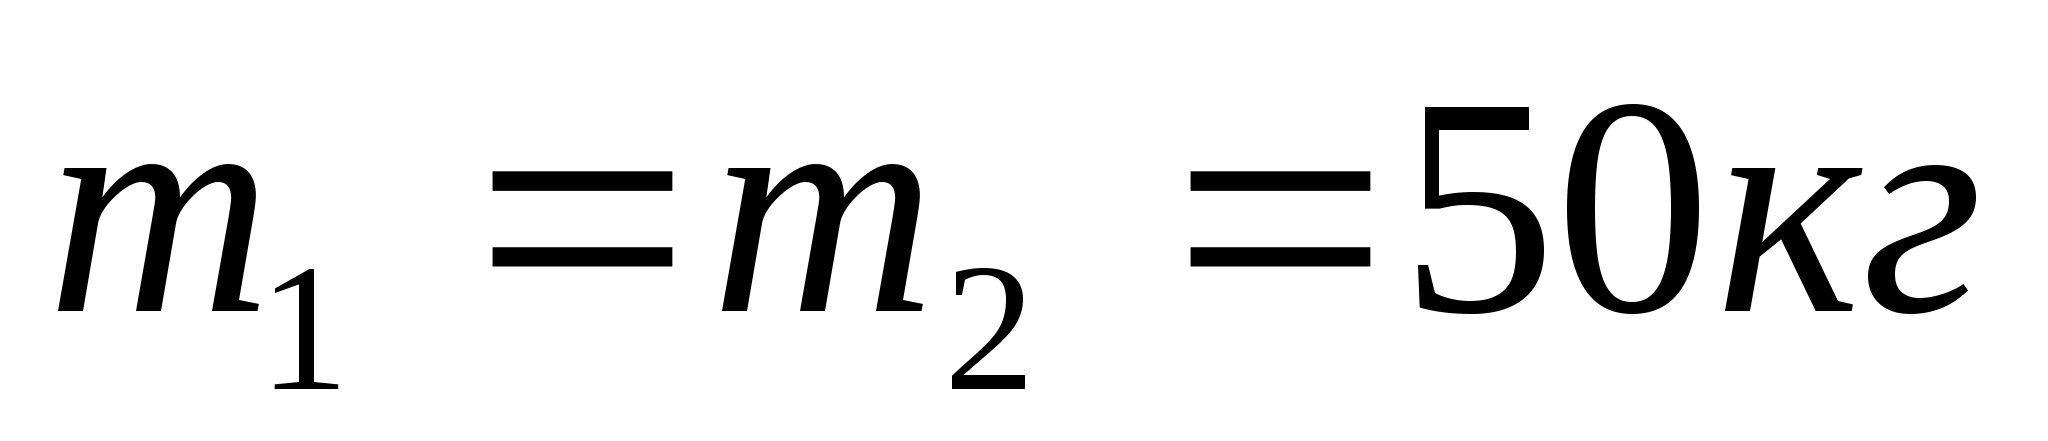 m₁ = m₂ = 50кг